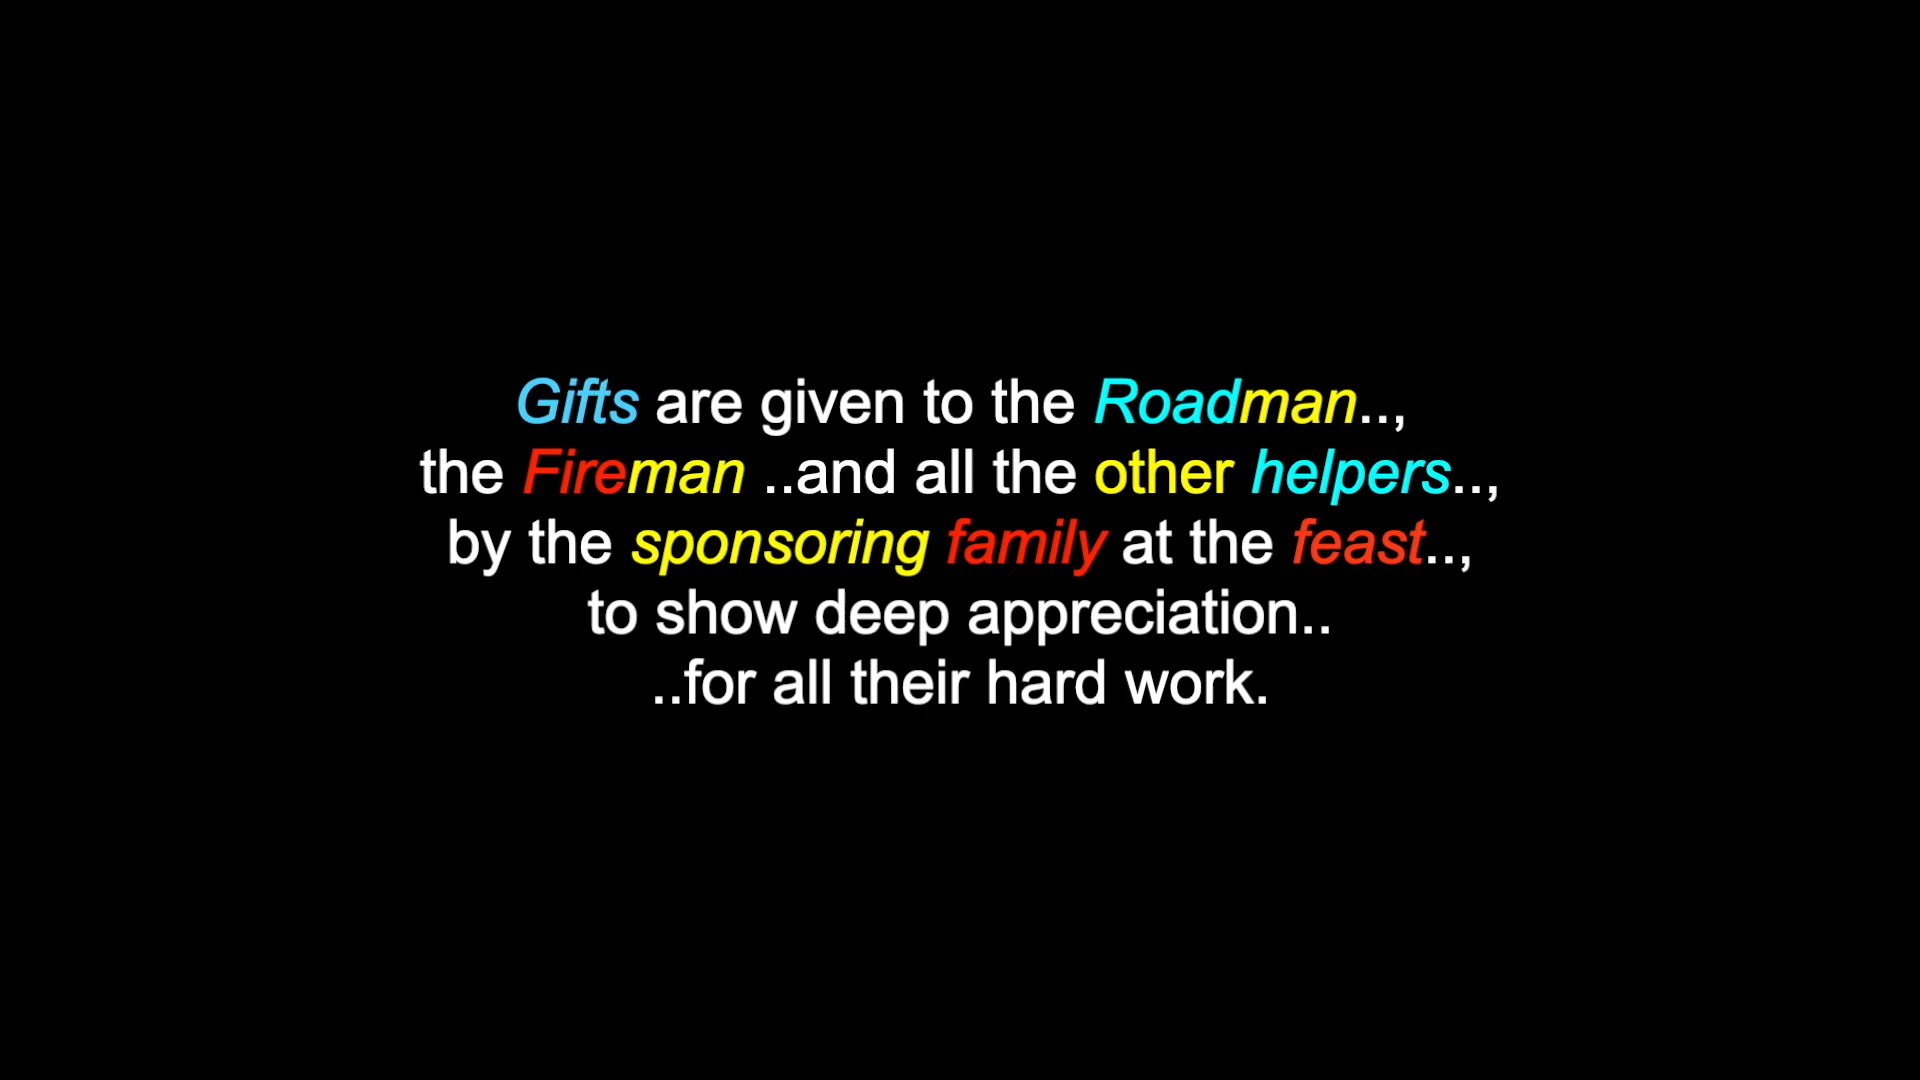 Gifts are given to the Roadman..,
the Fireman ..and all the other helpers..,
by the sponsoring family at the feast..,
to show deep appreciation..
..for all their hard work.